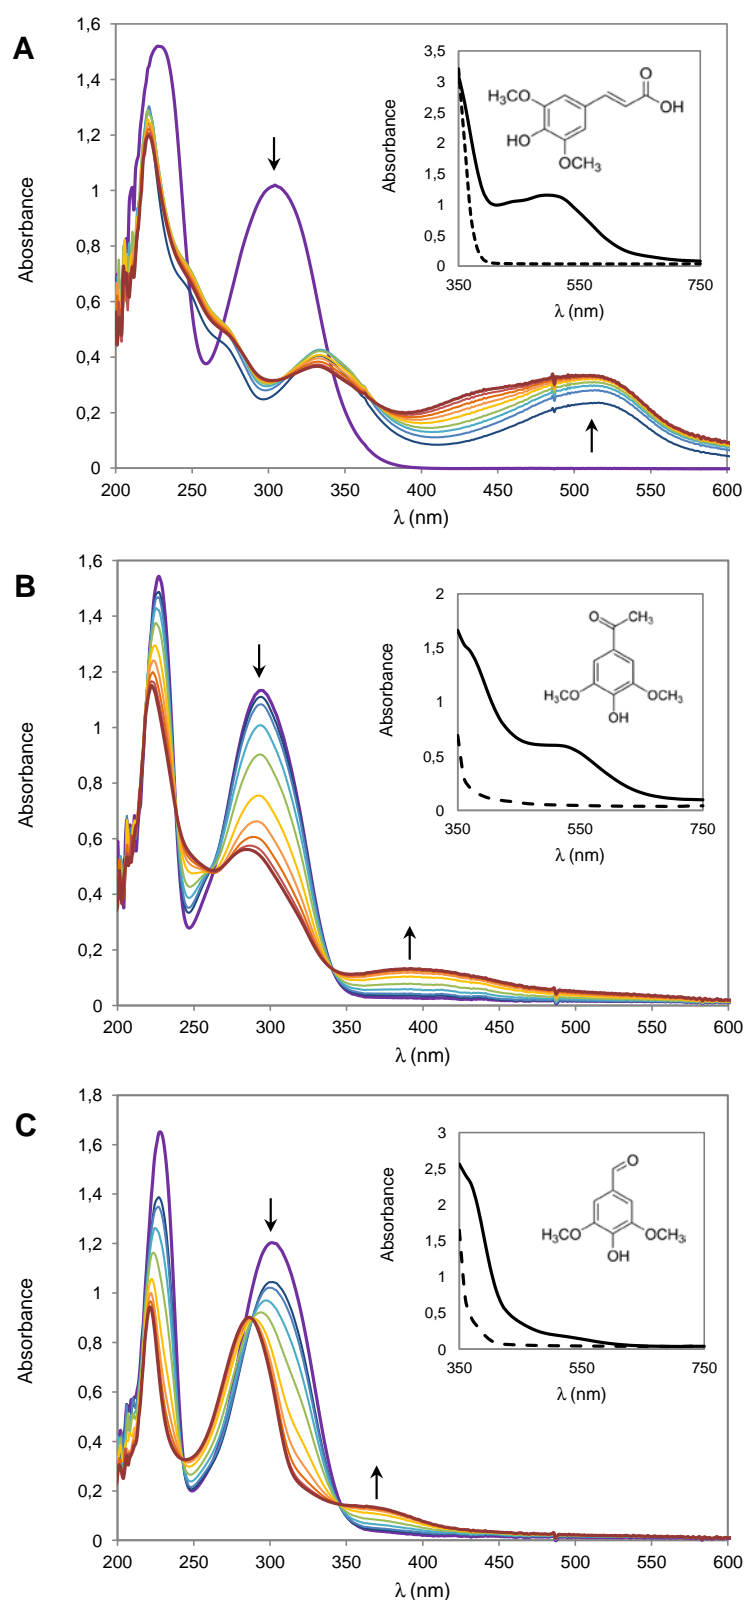 A
Abosrbance
1,6
1,4
1,2
1
0,8
0,6
0,4
0,2
0
200 250 300 350 400 450 500 550 600
λ (nm)
Absorbance
3,5
3
2,5
2
1,5
1
0,5
0
350 550 750
λ (nm)
O
H₃CO
OH
HO
OCH₃
B
Absorbance
1,6
1,4
1,2
1
0,8
0,6
0,4
0,2
0
200 250 300 350 400 450 500 550 600
λ (nm)
Absorbance
2
1,5
1
0,5
0
350 550 750
λ (nm)
O CH₃
H₃CO OCH₃
OH
C
Absorbance
1,8
1,6
1,4
1,2
1
0,8
0,6
0,4
0,2
0
200 250 300 350 400 450 500 550 600
λ (nm)
Absorbance
3
2,5
2
1,5
1
0,5
0
350 550 750
λ (nm)
O
H₃CO OCH₃
OH